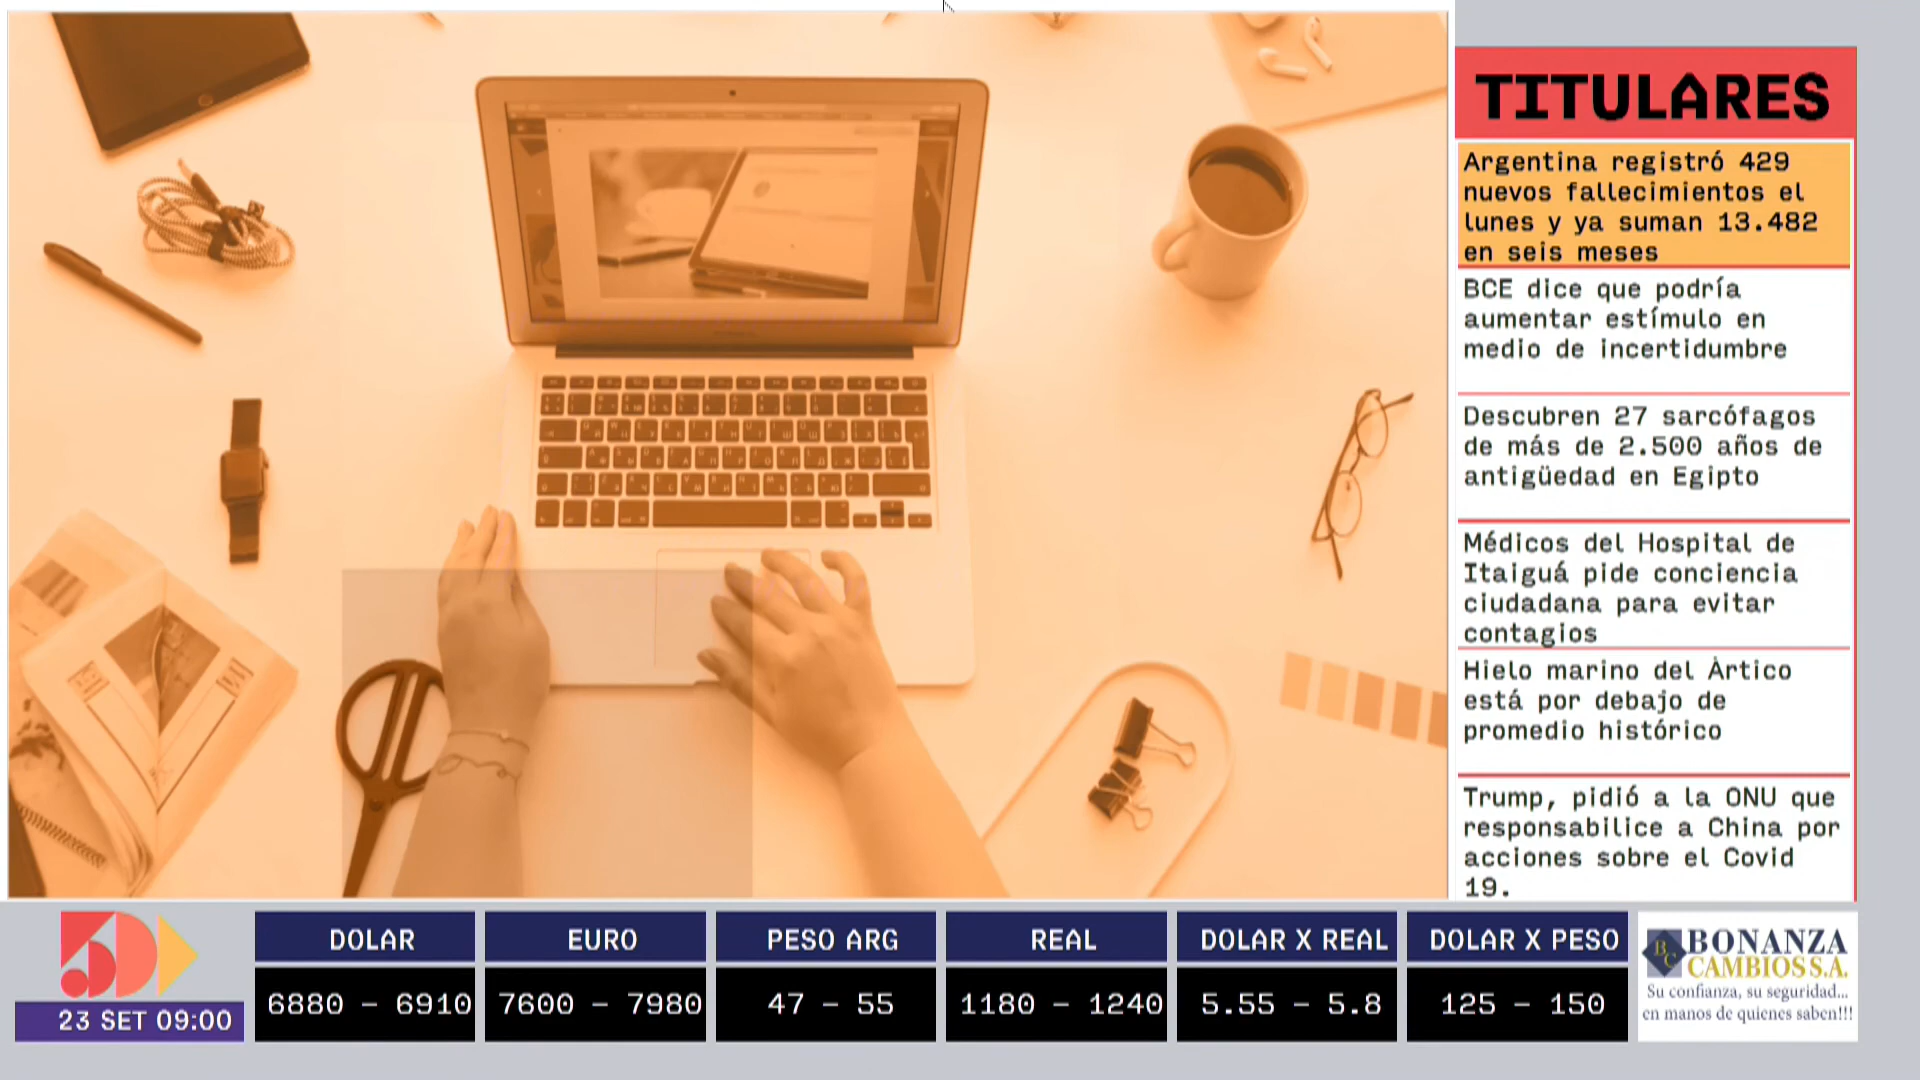 TITULARES
Argentina registró 429
nuevos fallecimientos el
lunes y ya suman 13.482
en seis meses
BCE dice que podría
aumentar estímulo en
medio de incertidumbre
Descubren 27 sarcófagos
de más de 2.500 años de
antigüedad en Egipto
Médicos del Hospital de
Itaiguá pide conciencia
ciudadana para evitar
contagios
Hielo marino del Ártico
está por debajo de
promedio histórico
Trump, pidió a la ONU que
responsabilice a China por
acciones sobre el Covid
19.
5D
23 SET 09:00
DOLAR
6880 - 6910
EURO
7600 - 7980
PESO ARG
47 - 55
REAL
1180 - 1240
DOLAR X REAL
5.55 - 5.8
DOLAR X PESO
125 - 150
BC
BONANZA
CAMBIOS S.A.
Su confianza, su seguridad...
en manos de quienes saben!!!